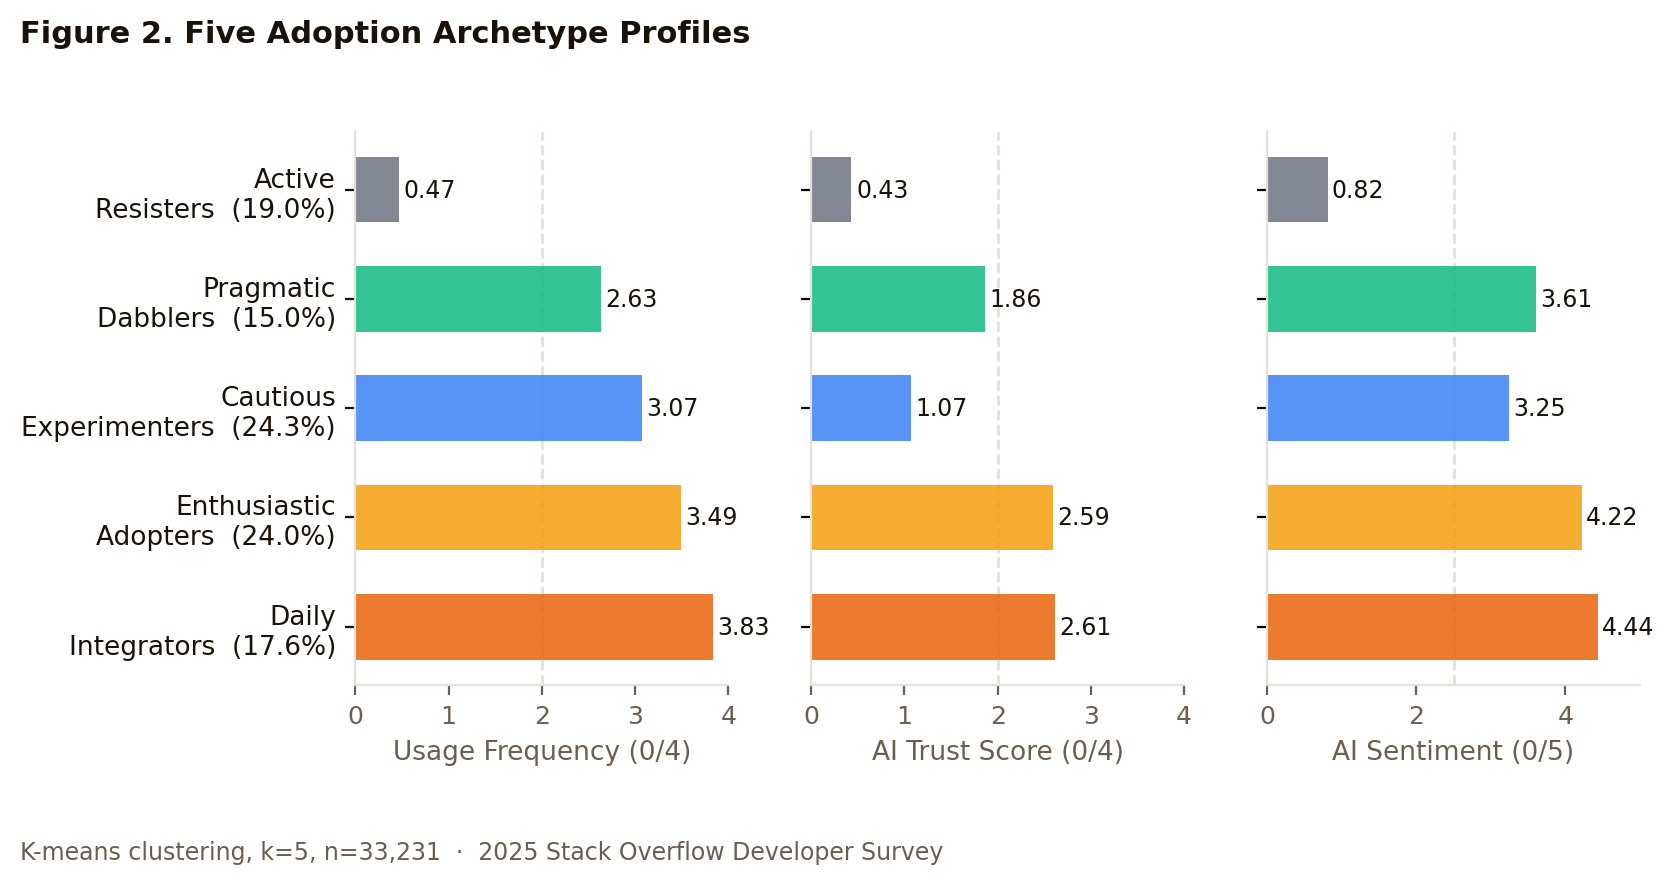 Figure 2. Five Adoption Archetype Profiles
Active
Resisters (19.0%)
0.47
0.43
0.82
Pragmatic
Dabblers (15.0%)
2.63
1.86
3.61
Cautious
Experimenters (24.3%)
3.07
1.07
3.25
Enthusiastic
Adopters (24.0%)
3.49
2.59
4.22
Daily
Integrators (17.6%)
3.83
2.61
4.44
0 1 2 3 4
0 1 2 3 4
0 2 4
Usage Frequency (0/4)
AI Trust Score (0/4)
AI Sentiment (0/5)
K-means clustering, k=5, n=33,231 · 2025 Stack Overflow Developer Survey